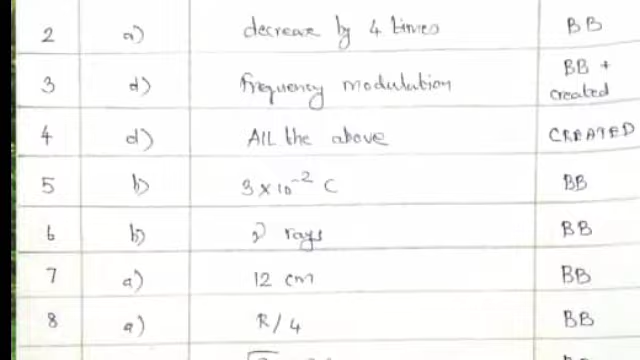 2 a) decrease by 4 times BB
3 d) frequency modulation BB + created
4 d) All the above CREATED
5 b) 3 × 10⁻² C BB
6 b) rays BB
7 a) 12 cm BB
8 a) R/4 BB